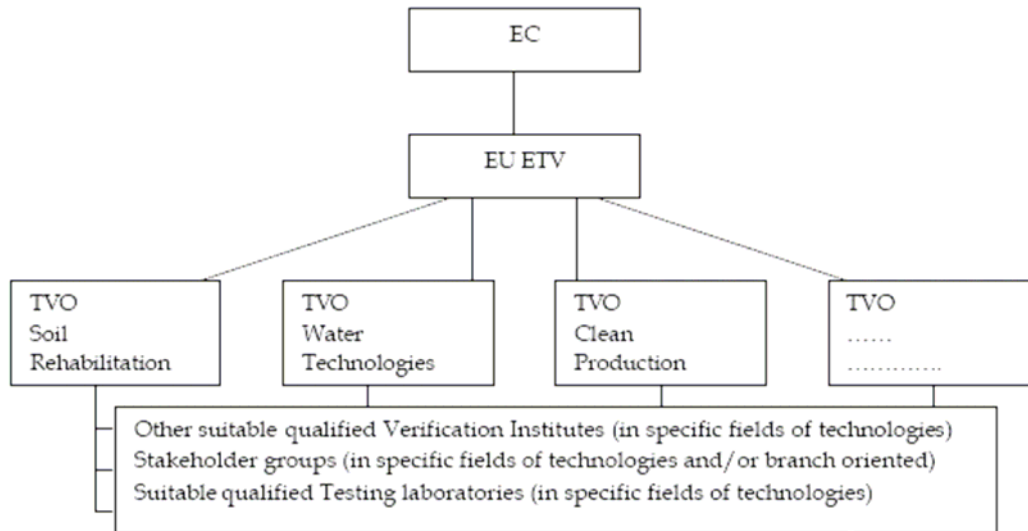 EC
EU ETV
TVO
Soil
Rehabilitation
TVO
Water
Technologies
TVO
Clean
Production
TVO
......
.............
Other suitable qualified Verification Institutes (in specific fields of technologies)
Stakeholder groups (in specific fields of technologies and/or branch oriented)
Suitable qualified Testing laboratories (in specific fields of technologies)